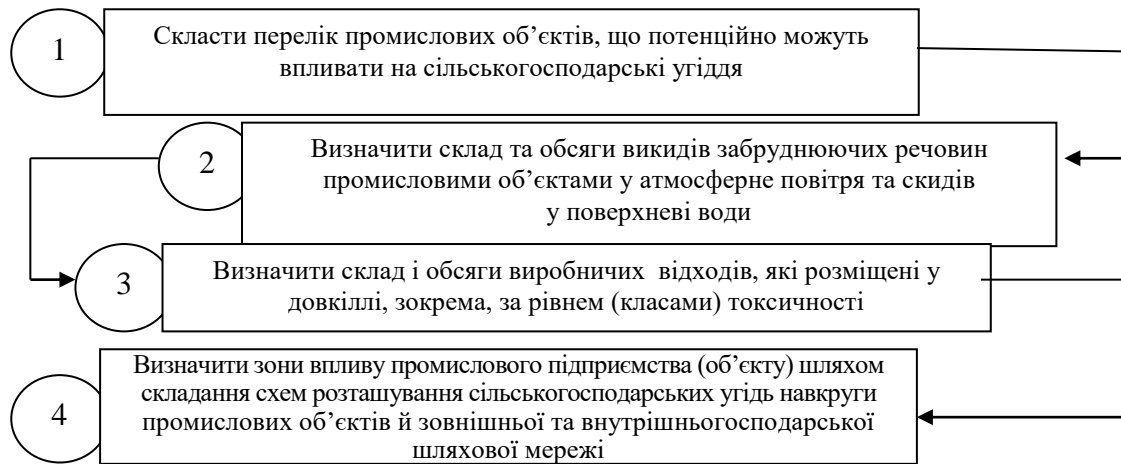 1
Скласти перелік промислових об’єктів, що потенційно можуть
впливати на сільськогосподарські угіддя
2
Визначити склад та обсяги викидів забруднюючих речовин
промисловими об’єктами у атмосферне повітря та скидів
у поверхневі води
3
Визначити склад і обсяги виробничих відходів, які розміщені у
довкіллі, зокрема, за рівнем (класами) токсичності
4
Визначити зони впливу промислового підприємства (об’єкту) шляхом
складання схем розташування сільськогосподарських угідь навкруги
промислових об’єктів й зовнішньої та внутрішньогосподарської
шляхової мережі